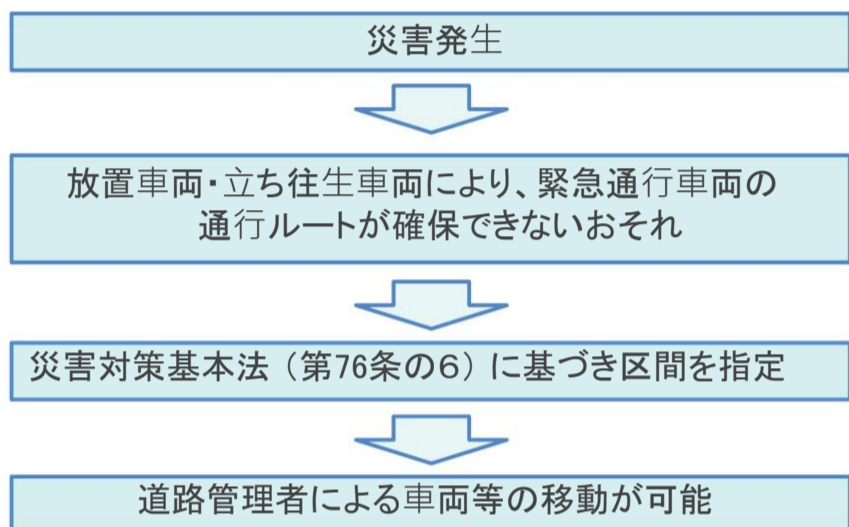 災害発生
放置車両・立ち往生車両により、緊急通行車両の
通行ルートが確保できないおそれ
災害対策基本法（第76条の６）に基づき区間を指定
道路管理者による車両等の移動が可能